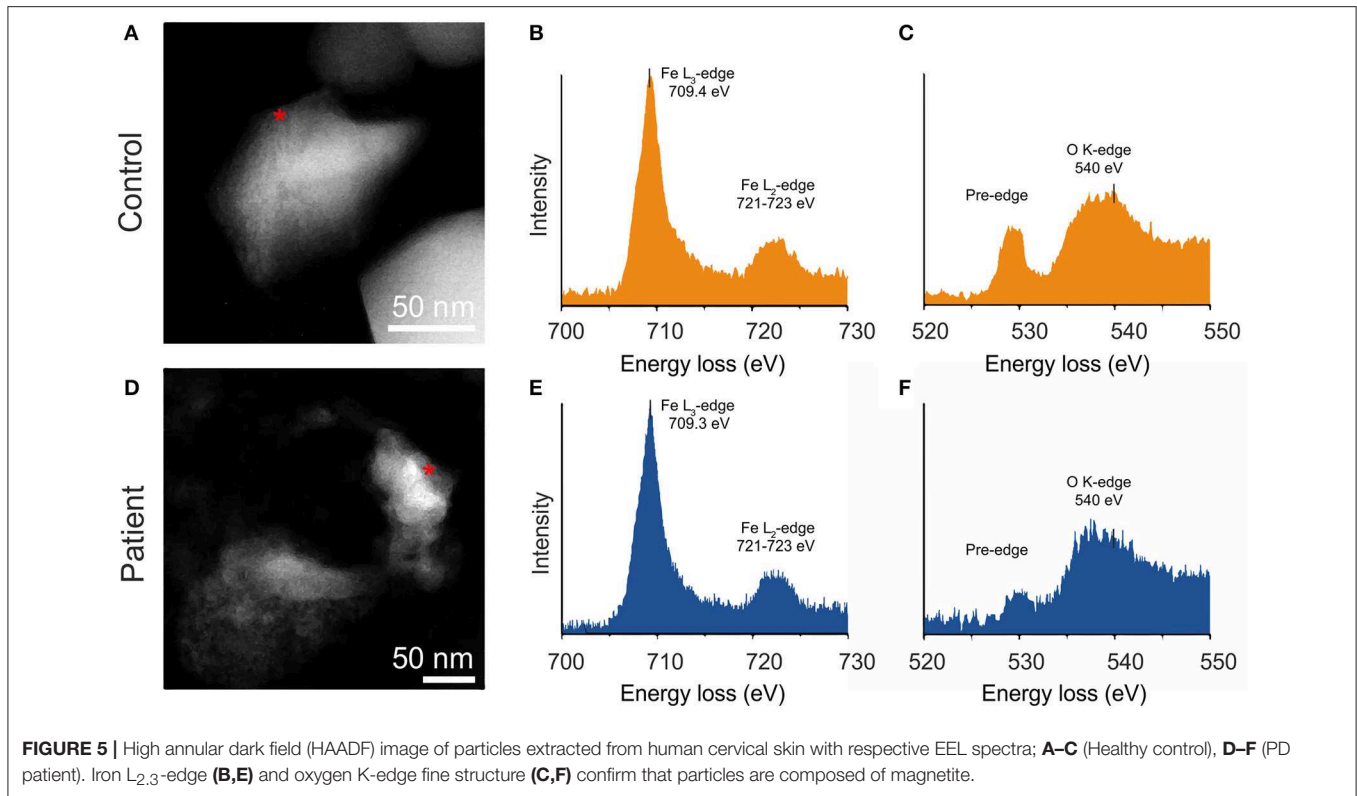 A
Control
*
50 nm
B
Intensity
Fe L₃-edge
709.4 eV
Fe L₂-edge
721-723 eV
700 710 720 730
Energy loss (eV)
C
Pre-edge
O K-edge
540 eV
520 530 540 550
Energy loss (eV)
D
Patient
*
50 nm
E
Intensity
Fe L₃-edge
709.3 eV
Fe L₂-edge
721-723 eV
700 710 720 730
Energy loss (eV)
F
Pre-edge
O K-edge
540 eV
520 530 540 550
Energy loss (eV)
FIGURE 5 | High annular dark field (HAADF) image of particles extracted from human cervical skin with respective EEL spectra; A–C (Healthy control), D–F (PD
patient). Iron L₂,₃-edge (B,E) and oxygen K-edge fine structure (C,F) confirm that particles are composed of magnetite.